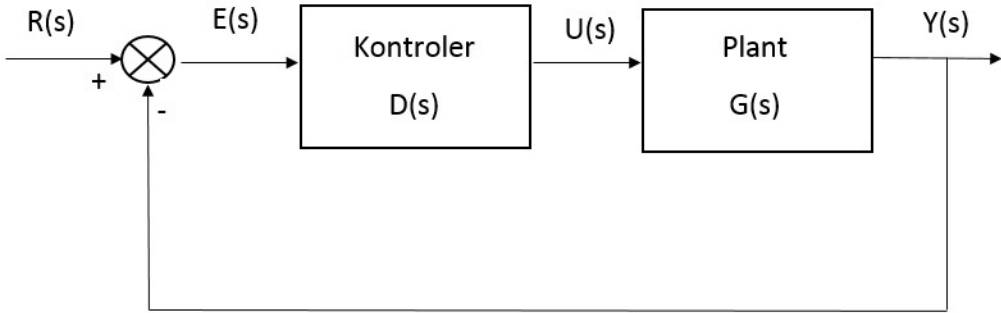 R(s)
+
-
E(s)
Kontroler
D(s)
U(s)
Plant
G(s)
Y(s)